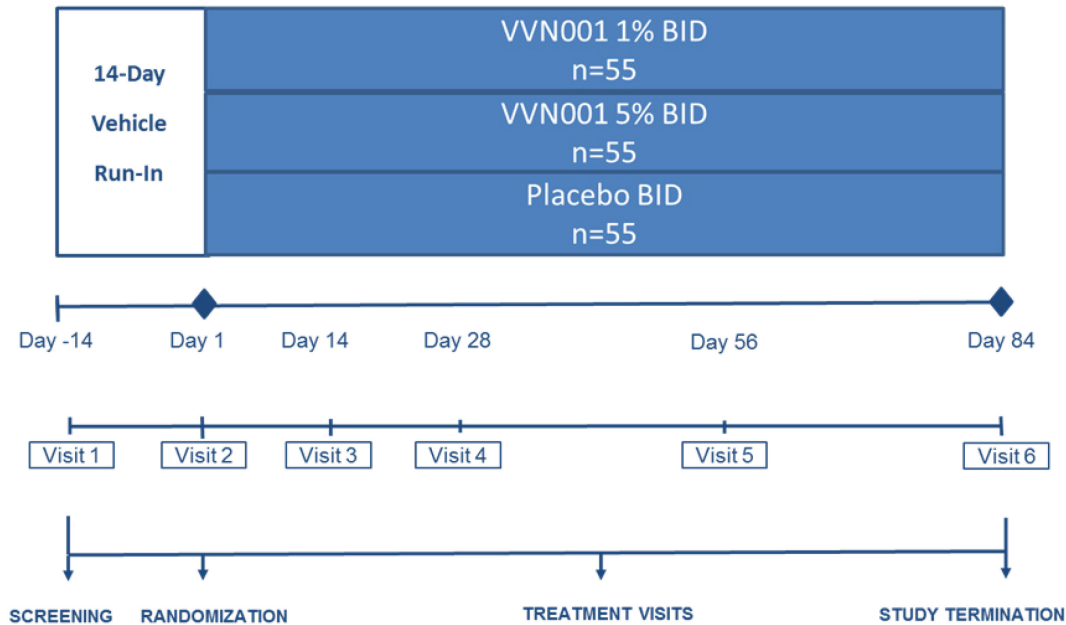 14-Day
Vehicle
Run-In
VVN001 1% BID
n=55
VVN001 5% BID
n=55
Placebo BID
n=55
Day -14 Day 1 Day 14 Day 28 Day 56 Day 84
Visit 1 Visit 2 Visit 3 Visit 4 Visit 5 Visit 6
SCREENING RANDOMIZATION TREATMENT VISITS STUDY TERMINATION